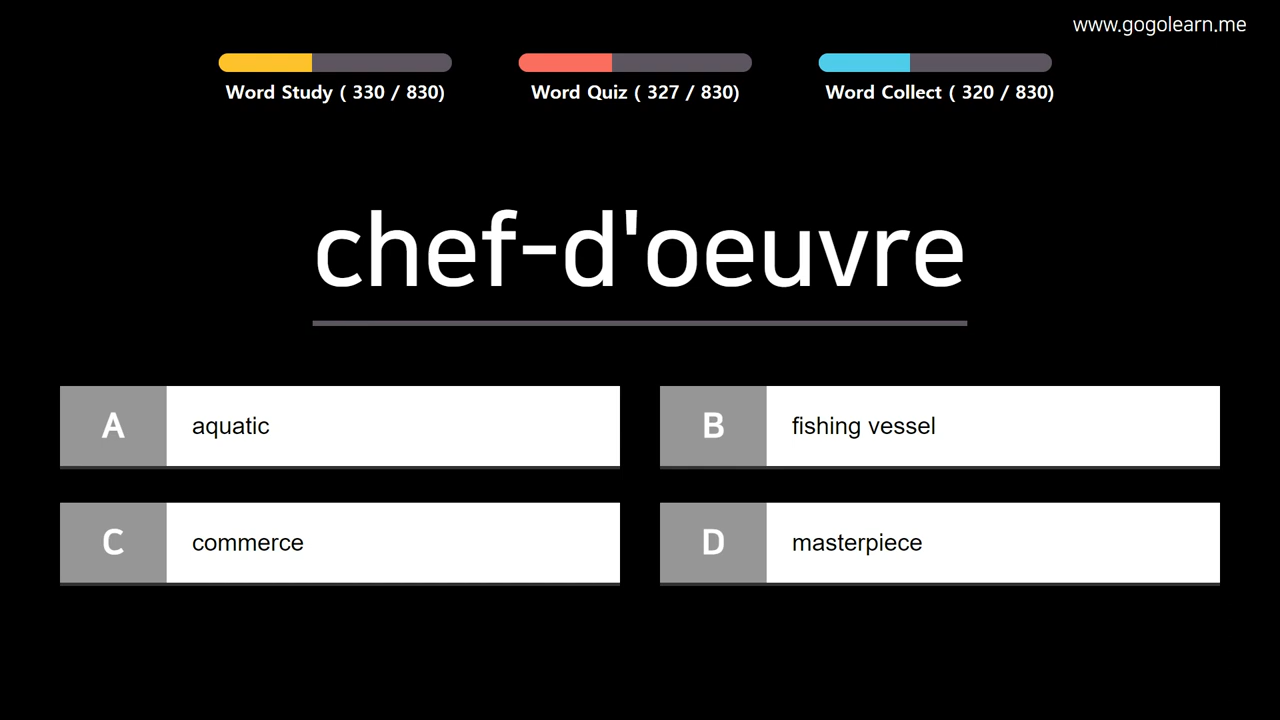 www.gogolearn.me
Word Study ( 330 / 830)
Word Quiz ( 327 / 830)
Word Collect ( 320 / 830)
chef-d'oeuvre
A aquatic
B fishing vessel
C commerce
D masterpiece